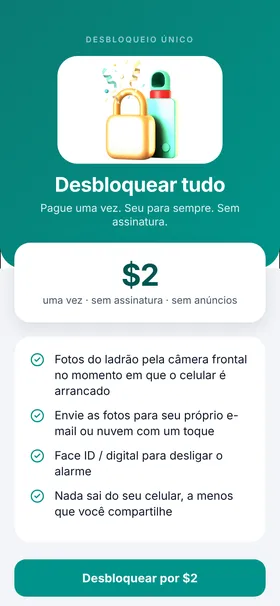 DESBLOQUEIO ÚNICO
Desbloquear tudo
Pague uma vez. Seu para sempre. Sem
assinatura.
$2
uma vez · sem assinatura · sem anúncios
Fotos do ladrão pela câmera frontal
no momento em que o celular é
arrancado
Envie as fotos para seu próprio e-
mail ou nuvem com um toque
Face ID / digital para desligar o
alarme
Nada sai do seu celular, a menos
que você compartilhe
Desbloquear por $2